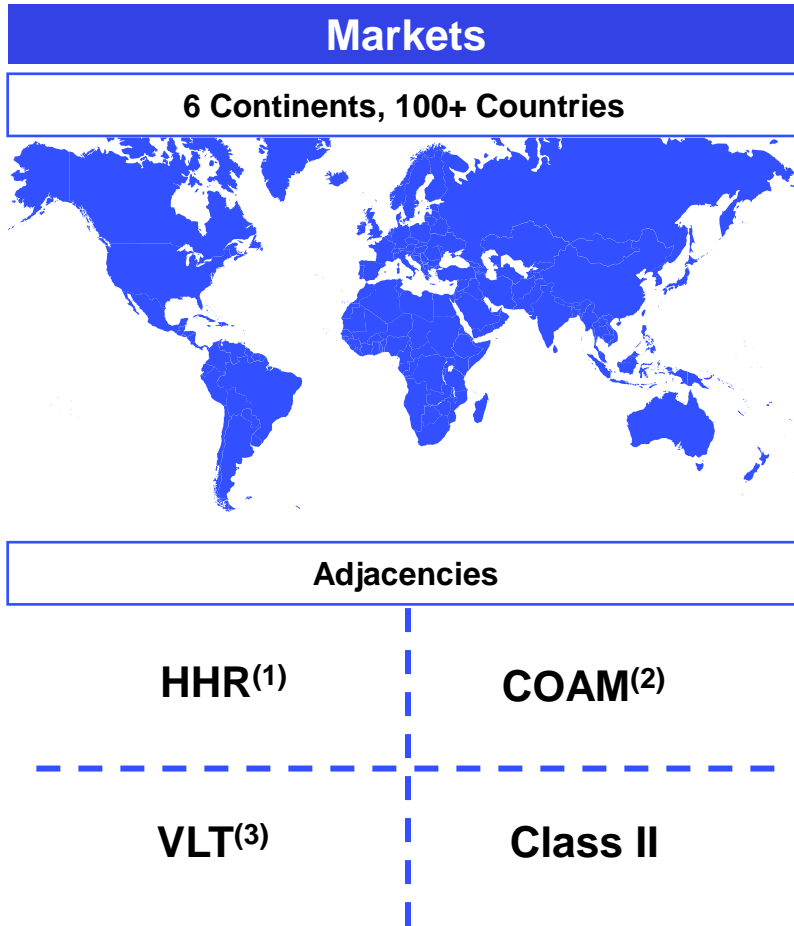 Markets
6 Continents, 100+ Countries
Adjacencies
HHR(1)
COAM(2)
VLT(3)
Class II